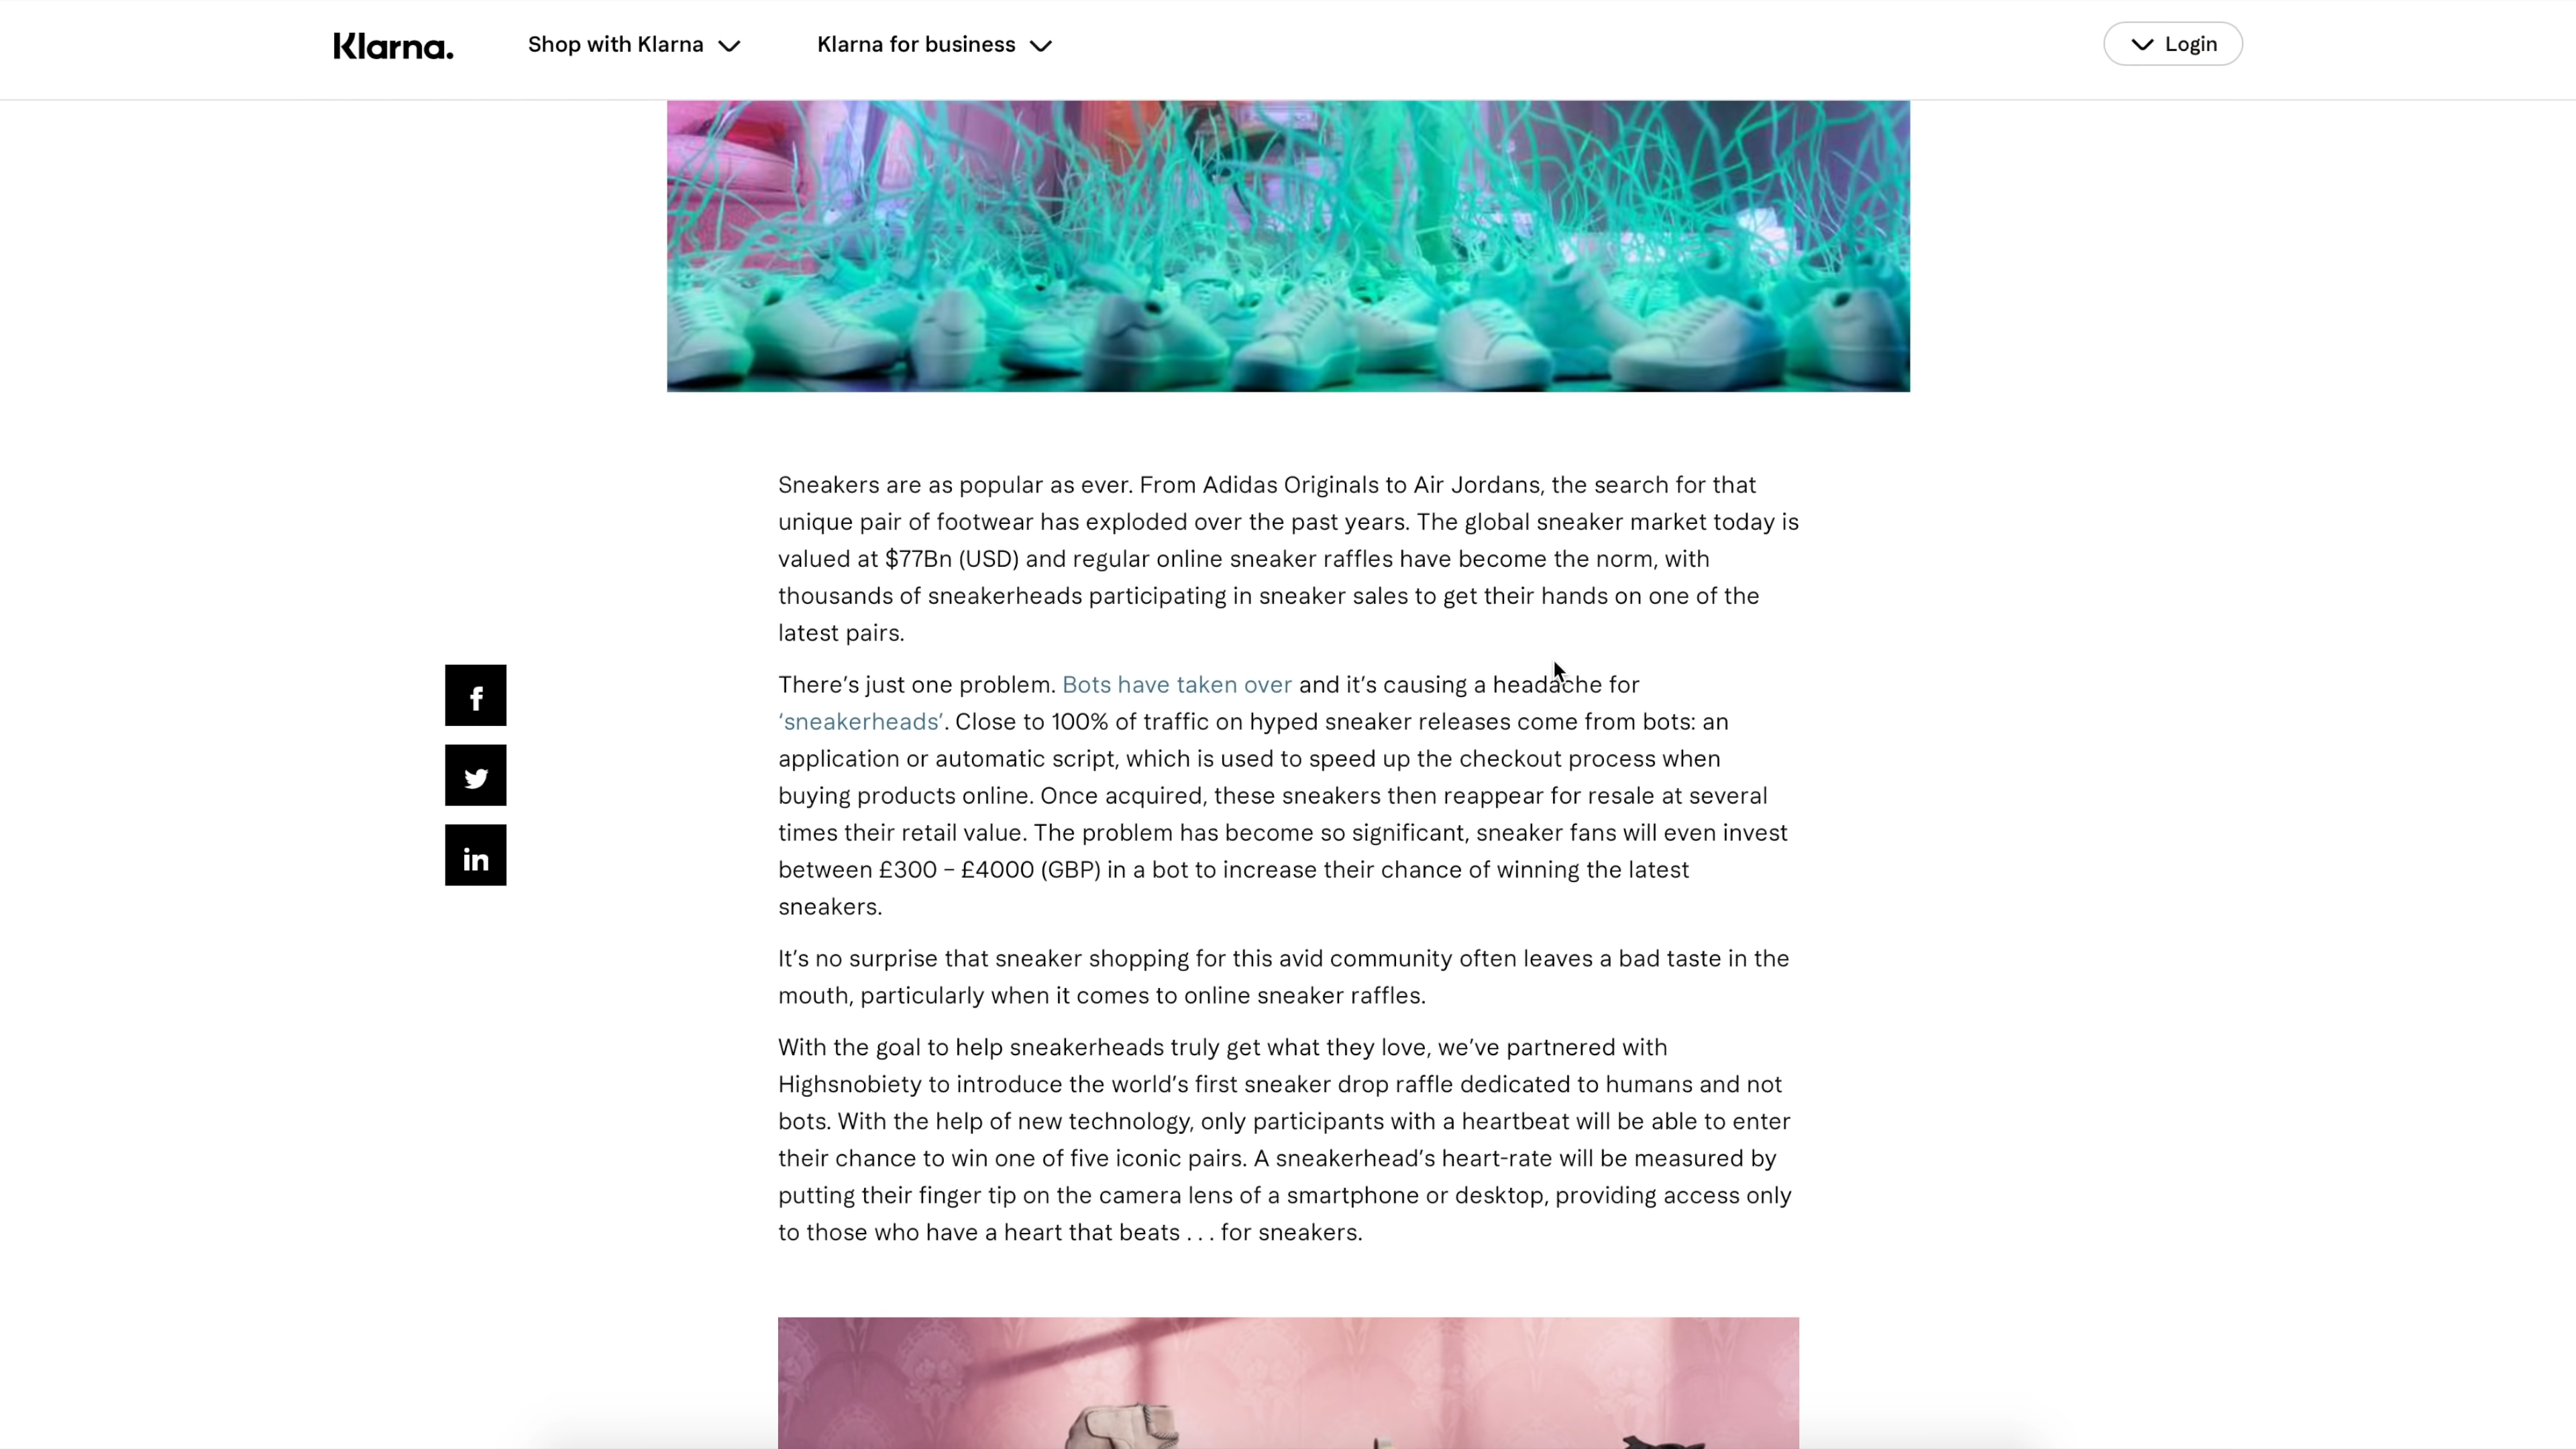 Klarna.
Shop with Klarna
Klarna for business
Login
Sneakers are as popular as ever. From Adidas Originals to Air Jordans, the search for that
unique pair of footwear has exploded over the past years. The global sneaker market today is
valued at $77Bn (USD) and regular online sneaker raffles have become the norm, with
thousands of sneakerheads participating in sneaker sales to get their hands on one of the
latest pairs.
There’s just one problem. Bots have taken over and it’s causing a headache for
‘sneakerheads’. Close to 100% of traffic on hyped sneaker releases come from bots: an
application or automatic script, which is used to speed up the checkout process when
buying products online. Once acquired, these sneakers then reappear for resale at several
times their retail value. The problem has become so significant, sneaker fans will even invest
between £300 – £4000 (GBP) in a bot to increase their chance of winning the latest
sneakers.
It’s no surprise that sneaker shopping for this avid community often leaves a bad taste in the
mouth, particularly when it comes to online sneaker raffles.
With the goal to help sneakerheads truly get what they love, we’ve partnered with
Highsnobiety to introduce the world’s first sneaker drop raffle dedicated to humans and not
bots. With the help of new technology, only participants with a heartbeat will be able to enter
their chance to win one of five iconic pairs. A sneakerhead’s heart-rate will be measured by
putting their finger tip on the camera lens of a smartphone or desktop, providing access only
to those who have a heart that beats . . . for sneakers.
f
in